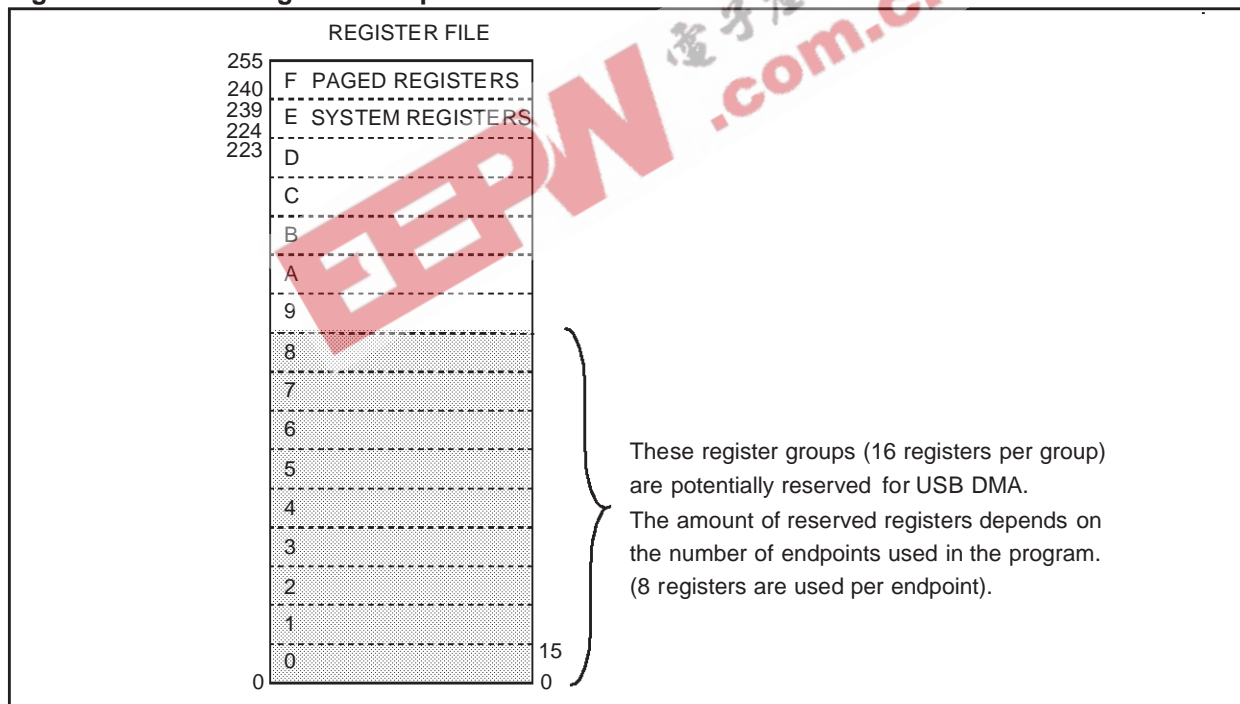 REGISTER FILE
255
F PAGED REGISTERS
240
239
E SYSTEM REGISTERS
224
223
D
C
B
A
9
8
7
6
5
4
3
2
1
0
15
0
0
These register groups (16 registers per group)
are potentially reserved for USB DMA.
The amount of reserved registers depends on
the number of endpoints used in the program.
(8 registers are used per endpoint).
EEPW
.com.c